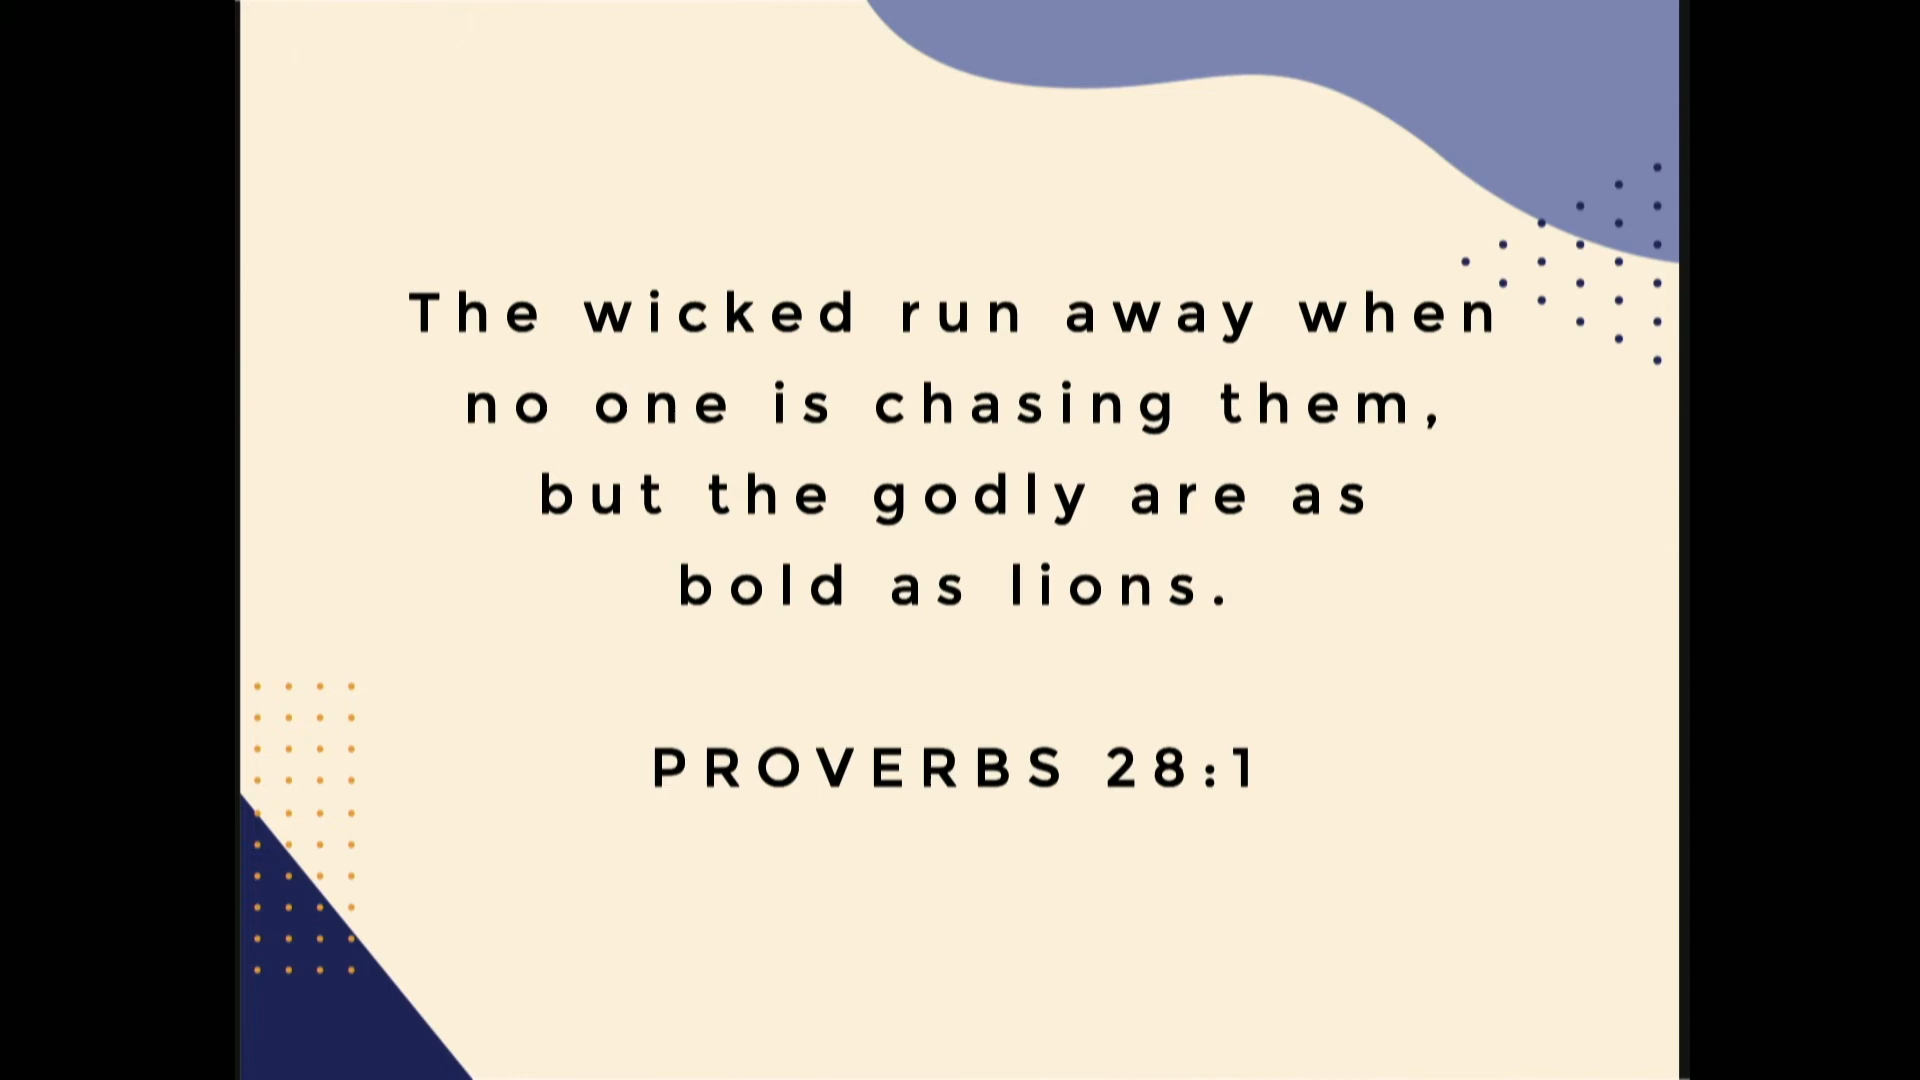 The wicked run away when
no one is chasing them,
but the godly are as
bold as lions.
PROVERBS 28:1